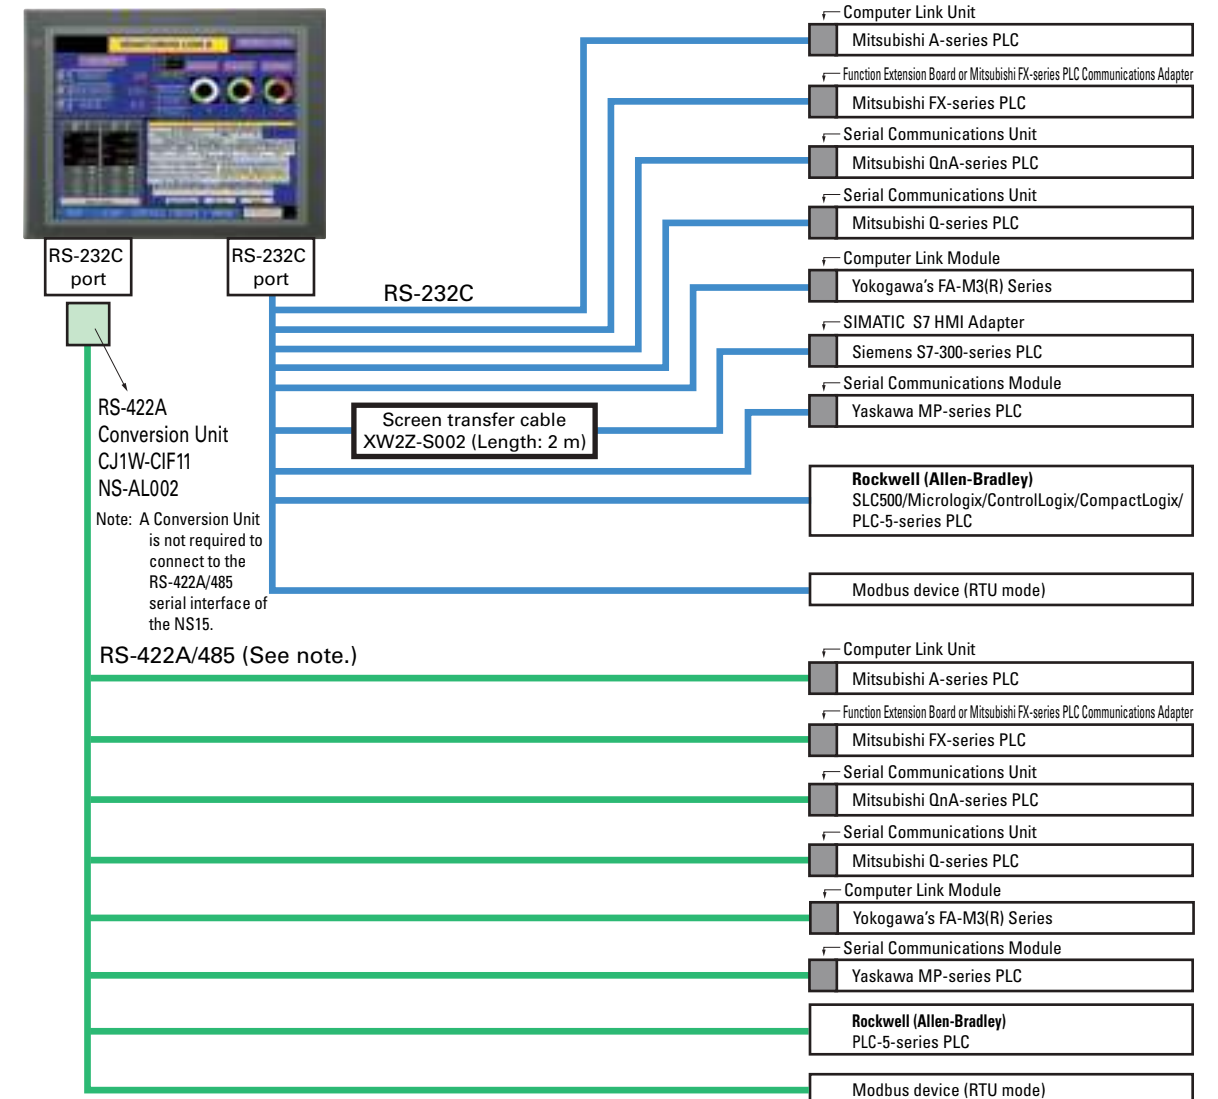 Computer Link Unit
Mitsubishi A-series PLC
Function Extension Board or Mitsubishi FX-series PLC Communications Adapter
Mitsubishi FX-series PLC
Serial Communications Unit
Mitsubishi QnA-series PLC
Serial Communications Unit
Mitsubishi Q-series PLC
Computer Link Module
Yokogawa's FA-M3(R) Series
SIMATIC S7 HMI Adapter
Siemens S7-300-series PLC
Serial Communications Module
Yaskawa MP-series PLC
Rockwell (Allen-Bradley)
SLC500/Micrologix/ControlLogix/CompactLogix/
PLC-5-series PLC
Modbus device (RTU mode)
RS-232C
port
RS-232C
port
RS-232C
Screen transfer cable
XW2Z-S002 (Length: 2 m)
RS-422A
Conversion Unit
CJ1W-CIF11
NS-AL002
Note: A Conversion Unit
is not required to
connect to the
RS-422A/485
serial interface of
the NS15.
RS-422A/485 (See note.)
Computer Link Unit
Mitsubishi A-series PLC
Function Extension Board or Mitsubishi FX-series PLC Communications Adapter
Mitsubishi FX-series PLC
Serial Communications Unit
Mitsubishi QnA-series PLC
Serial Communications Unit
Mitsubishi Q-series PLC
Computer Link Module
Yokogawa's FA-M3(R) Series
Serial Communications Module
Yaskawa MP-series PLC
Rockwell (Allen-Bradley)
PLC-5-series PLC
Modbus device (RTU mode)